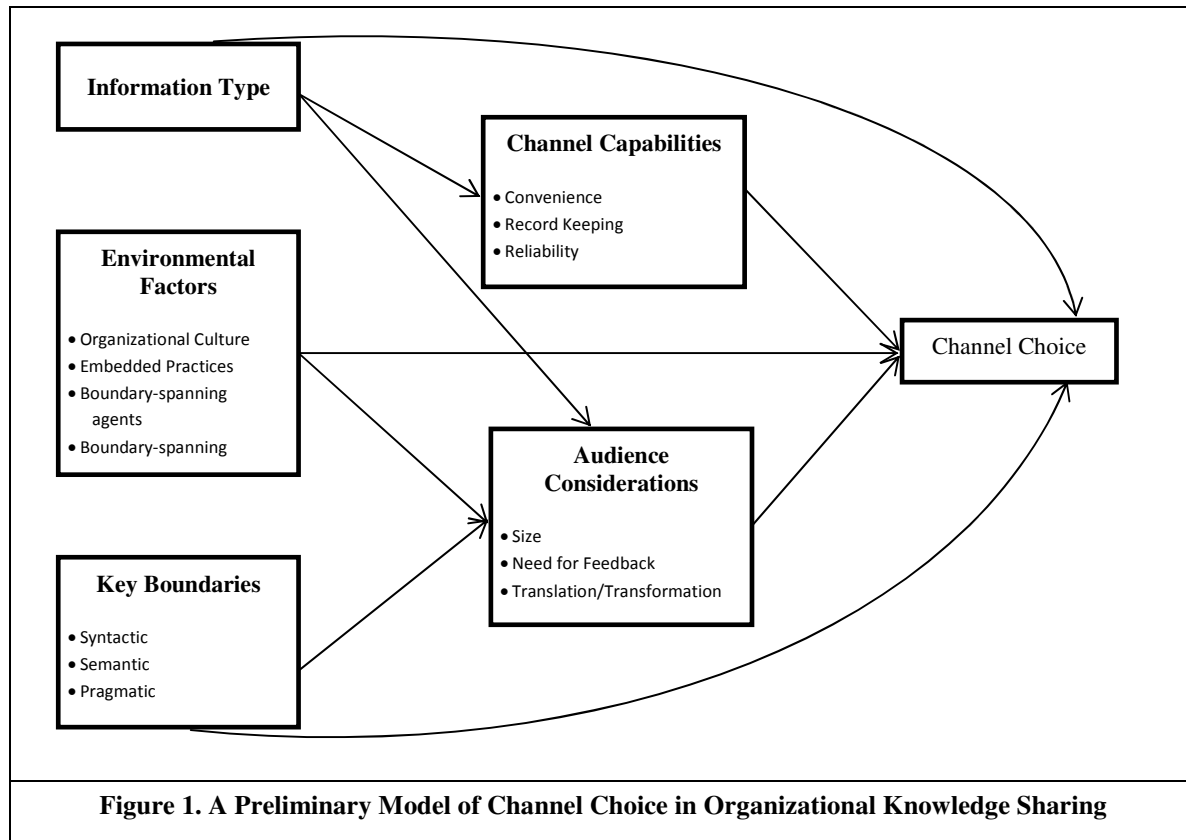 Information Type
Channel Capabilities
• Convenience
• Record Keeping
• Reliability
Environmental
Factors
• Organizational Culture
• Embedded Practices
• Boundary-spanning
agents
• Boundary-spanning
Channel Choice
Audience
Considerations
• Size
• Need for Feedback
• Translation/Transformation
Key Boundaries
• Syntactic
• Semantic
• Pragmatic
Figure 1. A Preliminary Model of Channel Choice in Organizational Knowledge Sharing